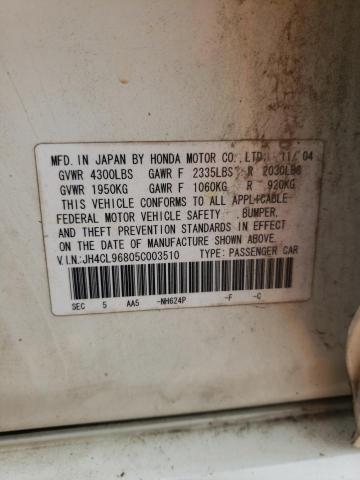 MFD. IN JAPAN BY HONDA MOTOR CO., LTD. 11/04
GVWR 4300LBS GAWR F 2335LBS R 2030LBS
GVWR 1950KG GAWR F 1060KG R 920KG
THIS VEHICLE CONFORMS TO ALL APPLICABLE
FEDERAL MOTOR VEHICLE SAFETY, BUMPER,
AND THEFT PREVENTION STANDARDS IN EFFECT
ON THE DATE OF MANUFACTURE SHOWN ABOVE.
V.I.N.:JH4CL96805C003510 TYPE: PASSENGER CAR
SEC 5 AA5 -NH624P -F -C